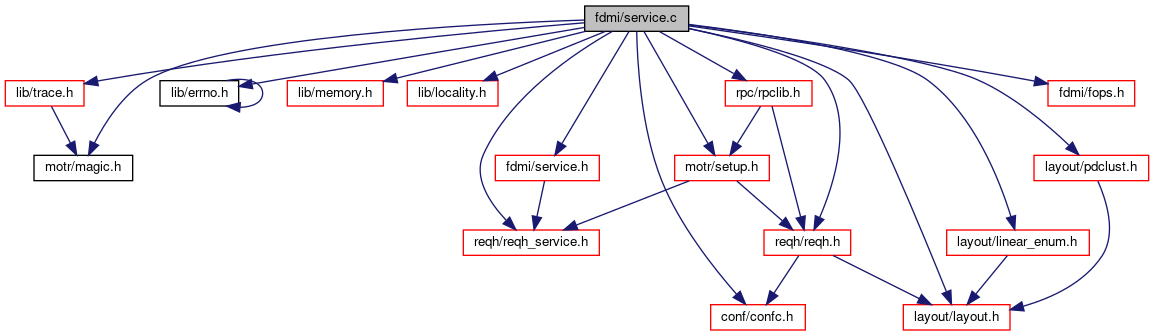 fdmi/service.c
lib/trace.h
lib/errno.h
lib/memory.h
lib/locality.h
rpc/rpclib.h
fdmi/fops.h
motr/magic.h
fdmi/service.h
motr/setup.h
layout/pdclust.h
reqh/reqh_service.h
reqh/reqh.h
layout/linear_enum.h
conf/confc.h
layout/layout.h